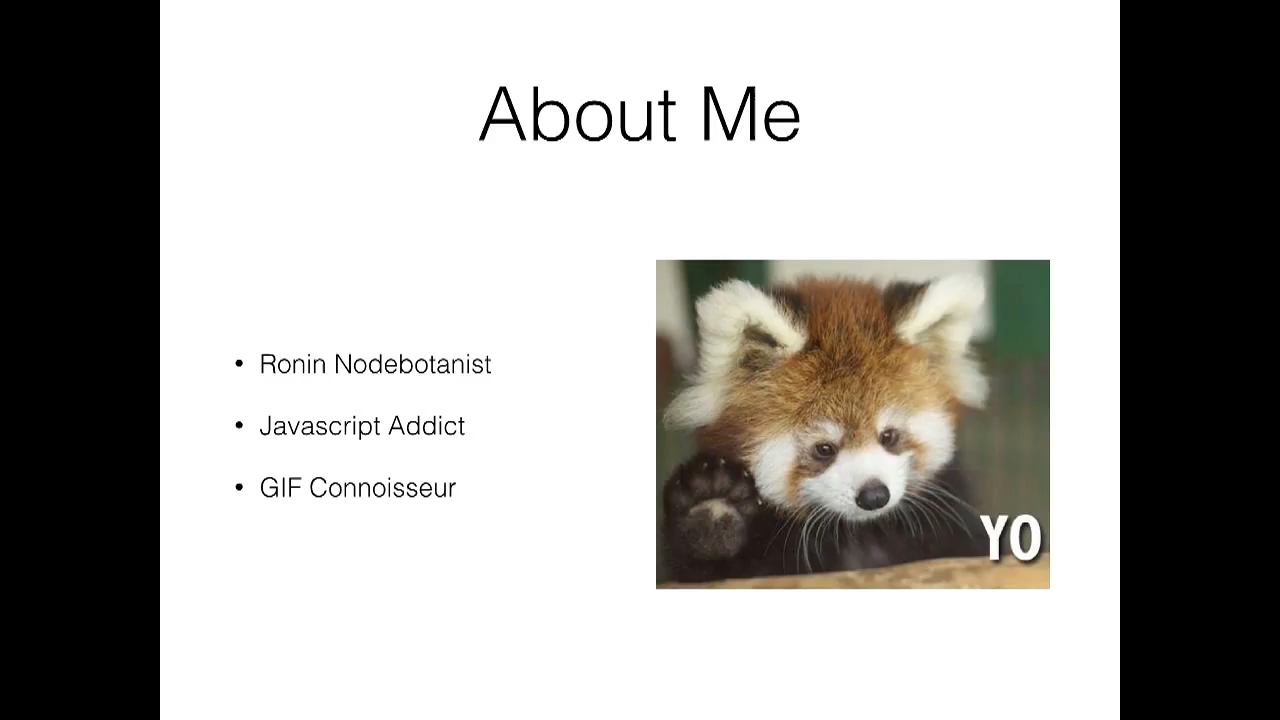 About Me
• Ronin Nodebotanist
• Javascript Addict
• GIF Connoisseur
YO